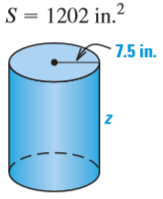 S = 1202 in.²
7.5 in.
z